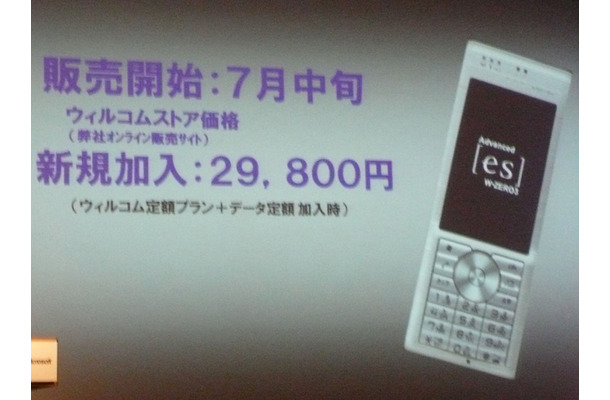 販売開始：7月中旬
ウィルコムストア価格
（弊社オンライン販売サイト）
新規加入：29,800円
（ウィルコム定額プラン＋データ定額 加入時）
Advanced
[es]
W-ZERO3